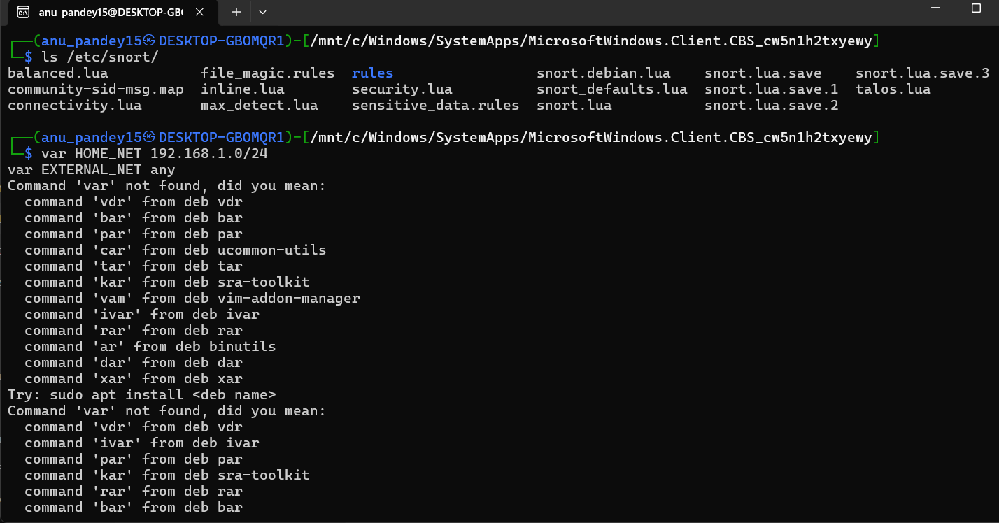 anu_pandey15@DESKTOP-GB
┌──(anu_pandey15㉿DESKTOP-GBOMQR1)-[/mnt/c/Windows/SystemApps/MicrosoftWindows.Client.CBS_cw5n1h2txyewy]
└─$ ls /etc/snort/
balanced.lua file_magic.rules rules snort.debian.lua snort.lua.save snort.lua.save.3
community-sid-msg.map inline.lua security.lua snort_defaults.lua snort.lua.save.1 talos.lua
connectivity.lua max_detect.lua sensitive_data.rules snort.lua snort.lua.save.2
┌──(anu_pandey15㉿DESKTOP-GBOMQR1)-[/mnt/c/Windows/SystemApps/MicrosoftWindows.Client.CBS_cw5n1h2txyewy]
└─$ var HOME_NET 192.168.1.0/24
var EXTERNAL_NET any
Command 'var' not found, did you mean:
  command 'vdr' from deb vdr
  command 'bar' from deb bar
  command 'par' from deb par
  command 'car' from deb ucommon-utils
  command 'tar' from deb tar
  command 'kar' from deb sra-toolkit
  command 'vam' from deb vim-addon-manager
  command 'ivar' from deb ivar
  command 'rar' from deb rar
  command 'ar' from deb binutils
  command 'dar' from deb dar
  command 'xar' from deb xar
Try: sudo apt install <deb name>
Command 'var' not found, did you mean:
  command 'vdr' from deb vdr
  command 'ivar' from deb ivar
  command 'par' from deb par
  command 'kar' from deb sra-toolkit
  command 'rar' from deb rar
  command 'bar' from deb bar